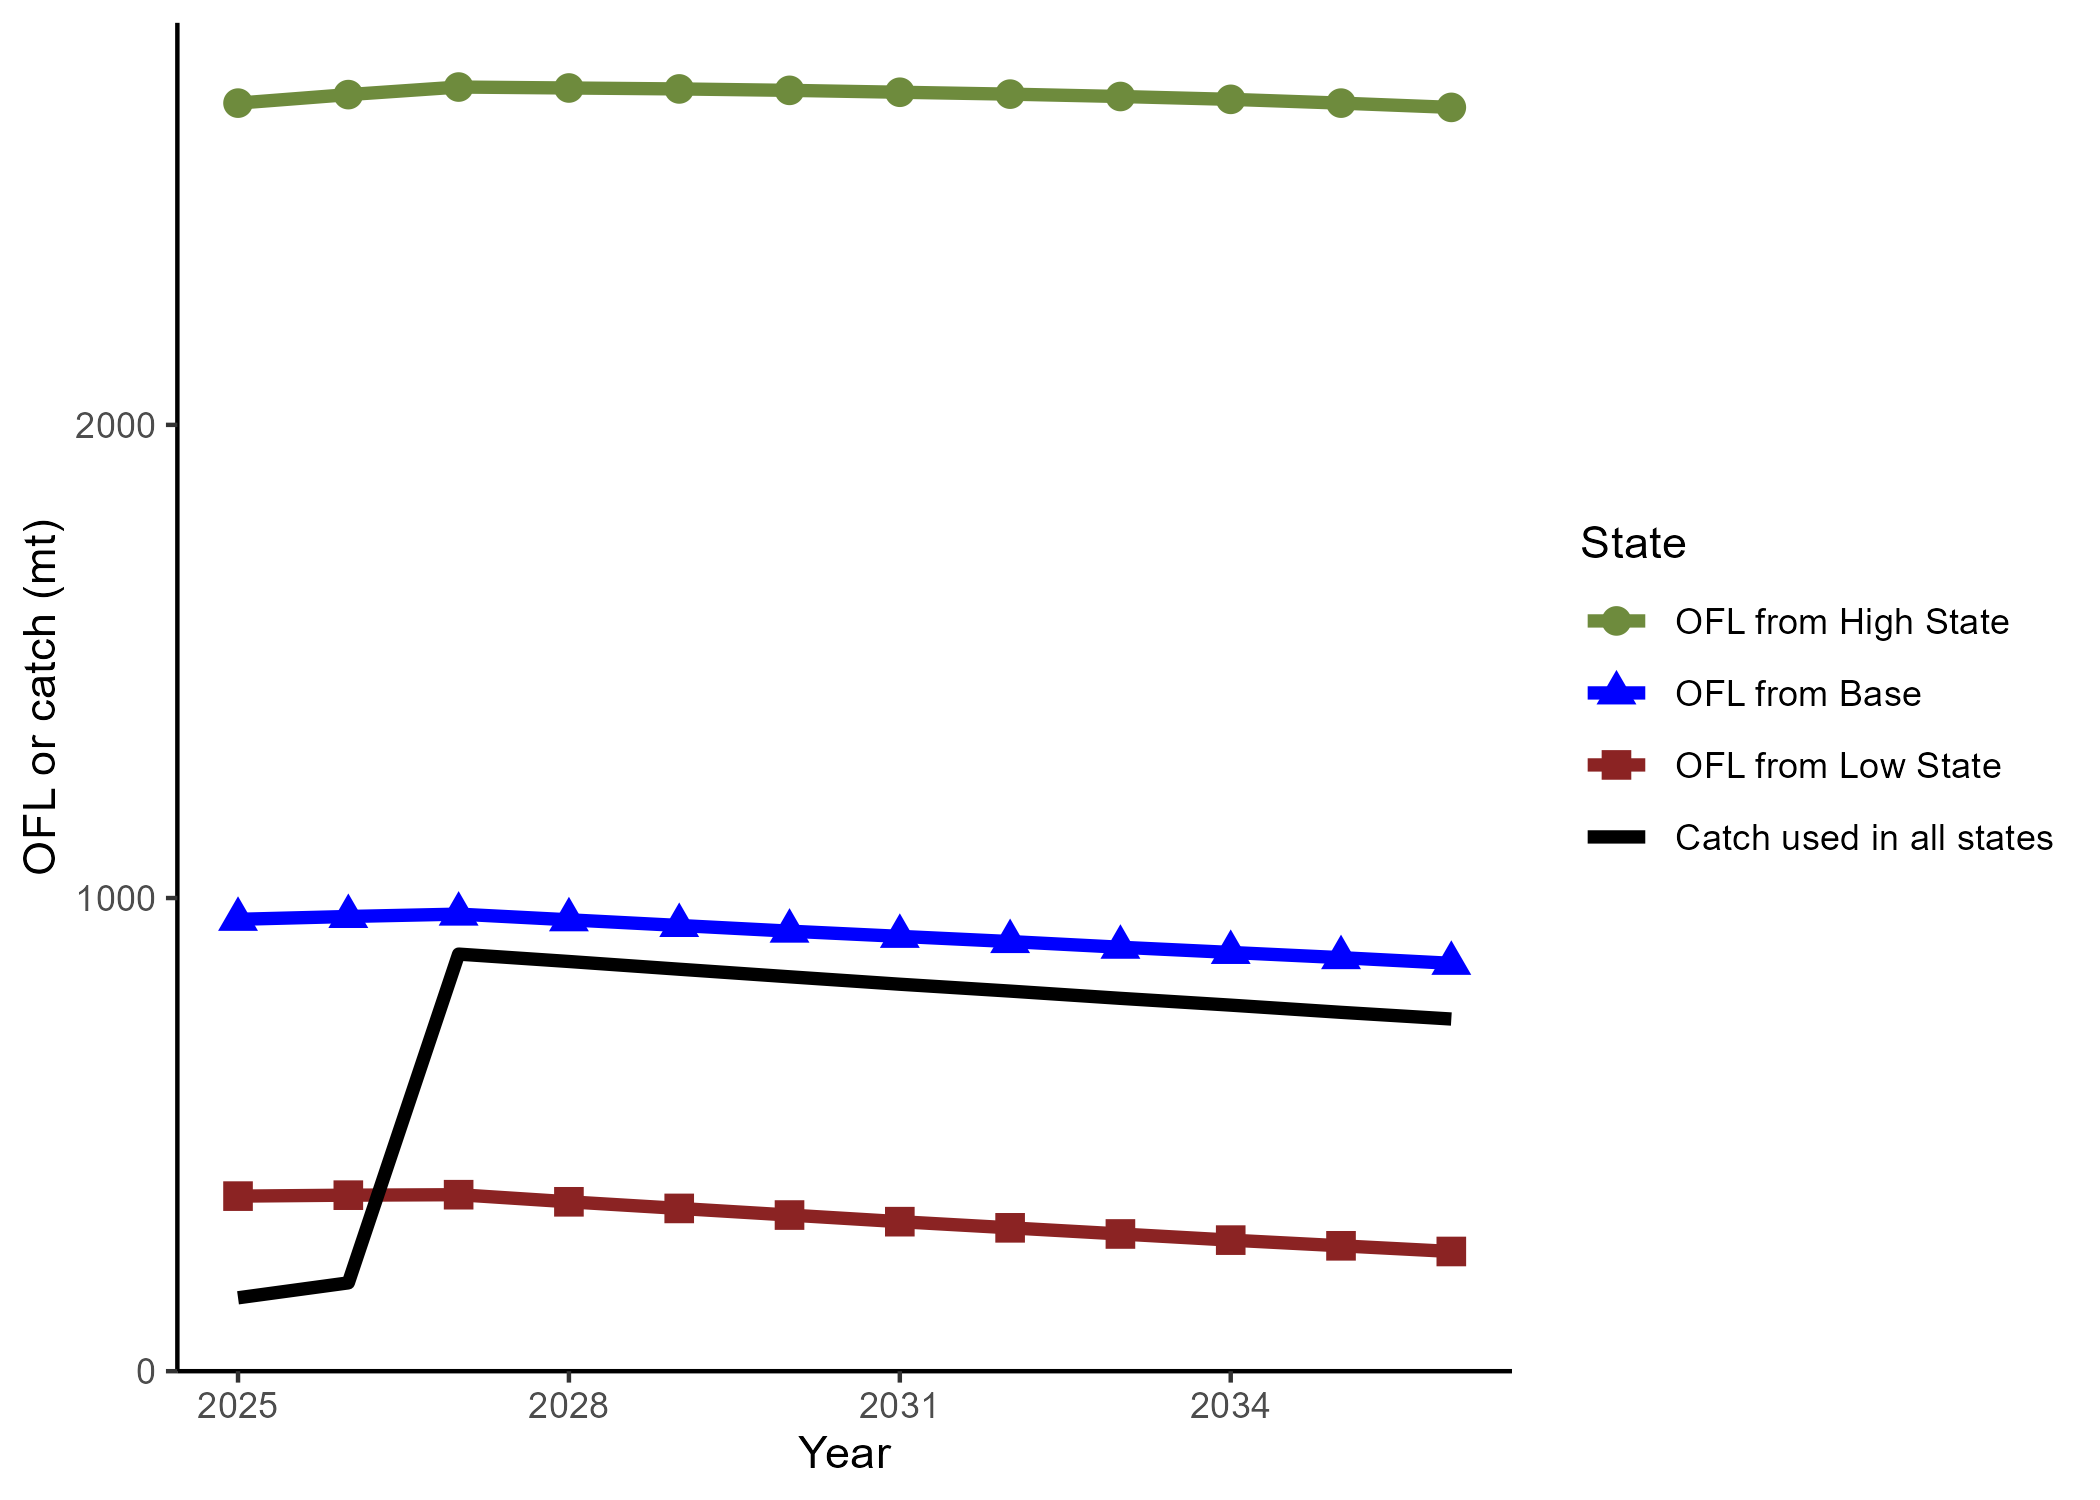 OFL or catch (mt)
2000
1000
0
2025
2028
2031
2034
Year
State
OFL from High State
OFL from Base
OFL from Low State
Catch used in all states